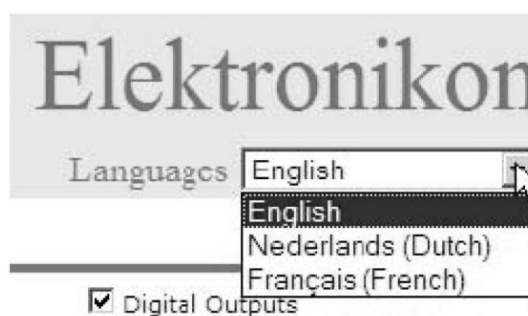 Elektronikon
Languages English
English
Nederlands (Dutch)
Français (French)
Digital Outputs